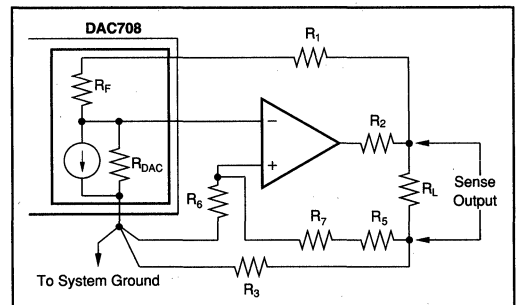 DAC708
R1
RF
R2
−
+
RDAC
RL
Sense
Output
R6
R7
R5
To System Ground
R3